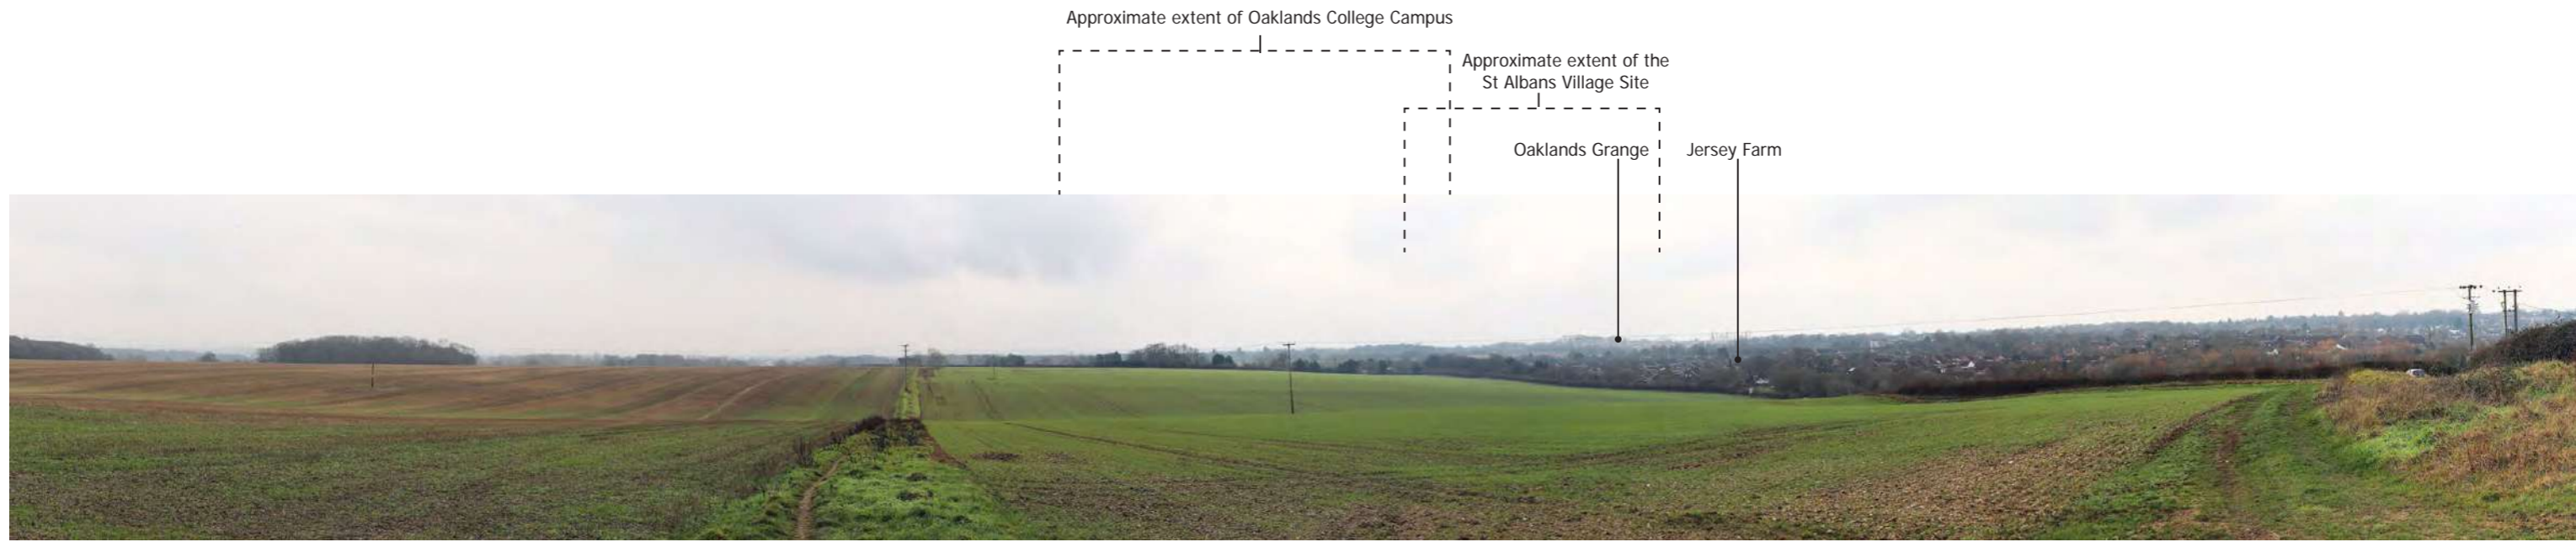 Approximate extent of Oaklands College Campus
Approximate extent of the
St Albans Village Site
Oaklands Grange
Jersey Farm